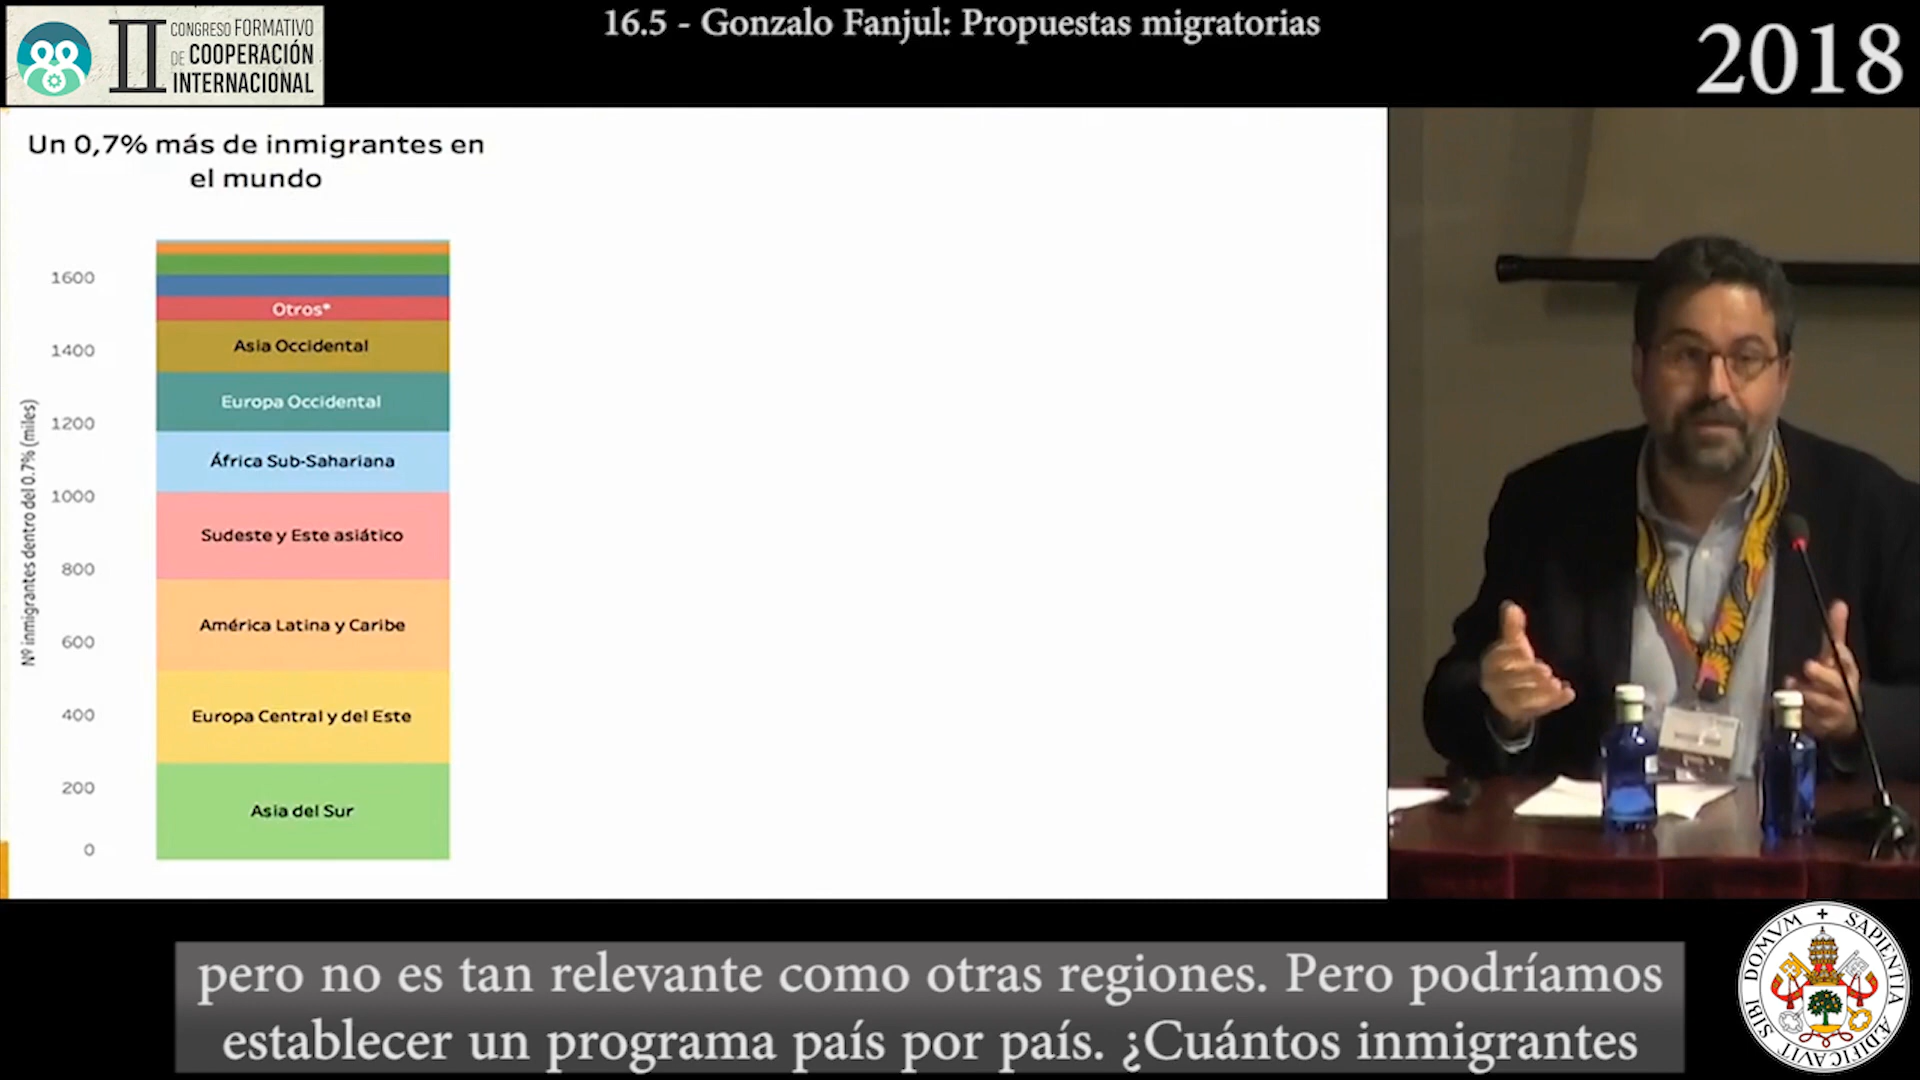 CONGRESO FORMATIVO
II DE COOPERACIÓN
INTERNACIONAL
16.5 - Gonzalo Fanjul: Propuestas migratorias
2018
Un 0,7% más de inmigrantes en
el mundo
Nº inmigrantes dentro del 0.7% (miles)
1600
1400
1200
1000
800
600
400
200
0
Otros*
Asia Occidental
Europa Occidental
África Sub-Sahariana
Sudeste y Este asiático
América Latina y Caribe
Europa Central y del Este
Asia del Sur
pero no es tan relevante como otras regiones. Pero podríamos
establecer un programa país por país. ¿Cuántos inmigrantes
SAPIENTIA ÆDIFICAVIT SIBI DOMVM